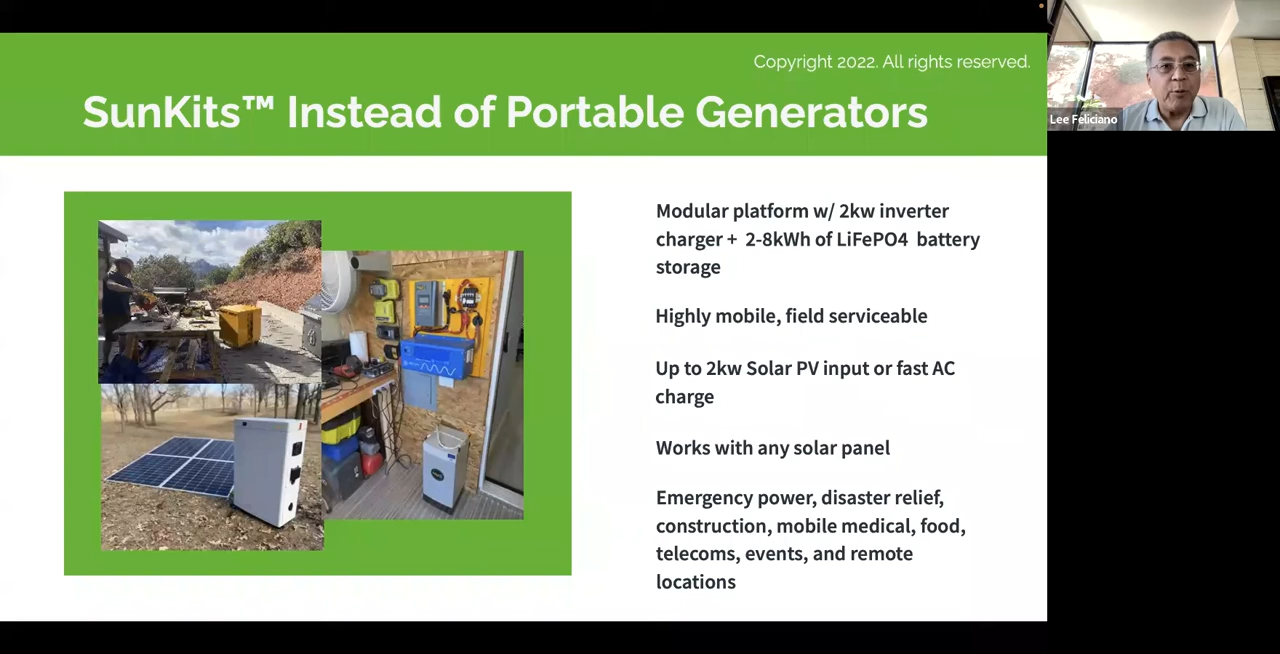 Copyright 2022. All rights reserved.
SunKits™ Instead of Portable Generators
Lee Feliciano
Modular platform w/ 2kw inverter
charger + 2-8kWh of LiFePO4 battery
storage
Highly mobile, field serviceable
Up to 2kw Solar PV input or fast AC
charge
Works with any solar panel
Emergency power, disaster relief,
construction, mobile medical, food,
telecoms, events, and remote
locations